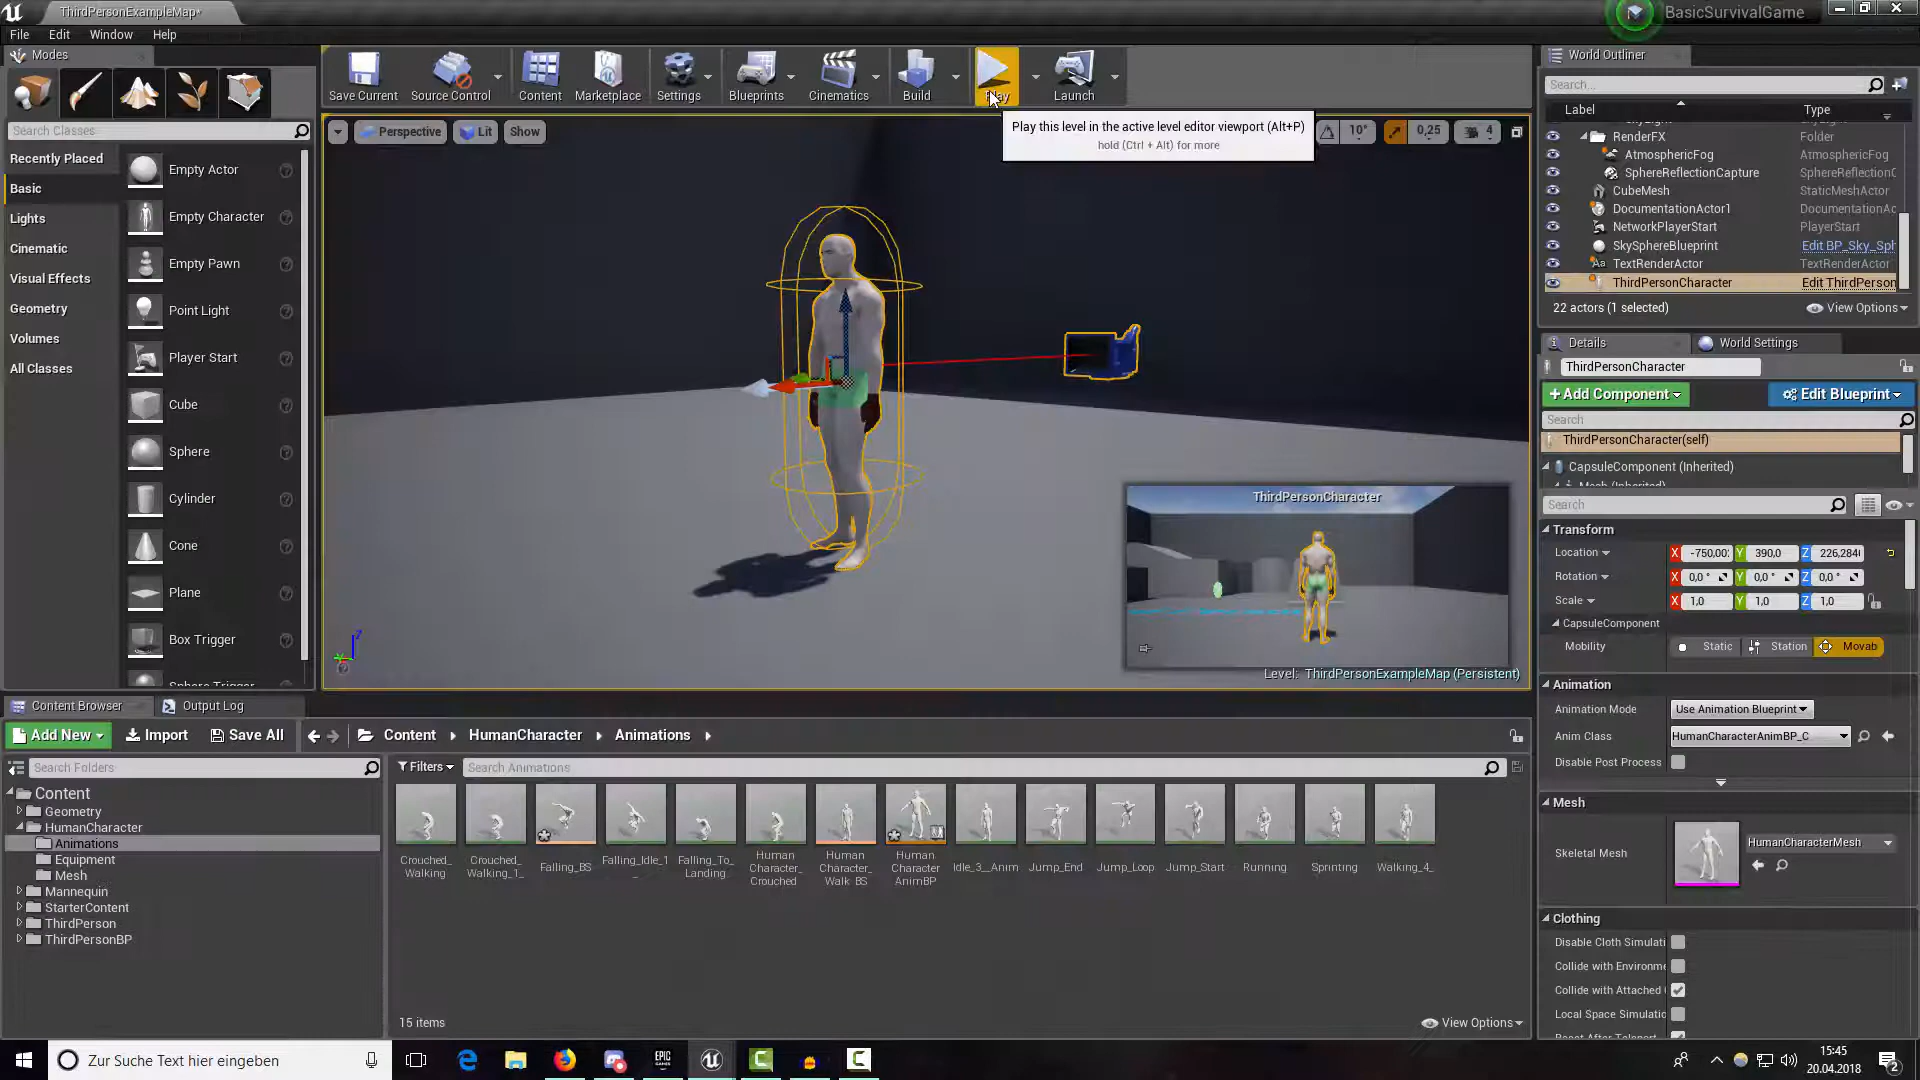 ThirdPersonExampleMap*
BasicSurvivalGame
File Edit Window Help
Modes
Search Classes
Recently Placed
Basic
Lights
Cinematic
Visual Effects
Geometry
Volumes
All Classes
Empty Actor
Empty Character
Empty Pawn
Point Light
Player Start
Cube
Sphere
Cylinder
Cone
Plane
Box Trigger
Sphere Trigger
Save Current Source Control Content Marketplace Settings Blueprints Cinematics Build Play Launch
Perspective Lit Show
10° 0,25 4
Play this level in the active level editor viewport (Alt+P)
hold (Ctrl + Alt) for more
ThirdPersonCharacter
Level: ThirdPersonExampleMap (Persistent)
World Outliner
Search...
Label Type
RenderFX Folder
AtmosphericFog AtmosphericFog
SphereReflectionCapture SphereReflectionC
CubeMesh StaticMeshActor
DocumentationActor1 DocumentationAc
NetworkPlayerStart PlayerStart
SkySphereBlueprint Edit BP_Sky_Sph
TextRenderActor TextRenderActor
ThirdPersonCharacter Edit ThirdPerson
22 actors (1 selected) View Options
Details World Settings
ThirdPersonCharacter
+ Add Component Edit Blueprint
Search
ThirdPersonCharacter(self)
CapsuleComponent (Inherited)
Mesh (Inherited)
Search
Transform
Location X -750,00 Y 390,0 Z 226,284
Rotation X 0,0 ° Y 0,0 ° Z 0,0 °
Scale X 1,0 Y 1,0 Z 1,0
CapsuleComponent
Mobility Static Station Movab
Animation
Animation Mode Use Animation Blueprint
Anim Class HumanCharacterAnimBP_C
Disable Post Process
Mesh
Skeletal Mesh HumanCharacterMesh
Clothing
Disable Cloth Simulati
Collide with Environme
Collide with Attached
Local Space Simulatio
Reset After Teleport
Content Browser Output Log
Add New Import Save All Content HumanCharacter Animations
Search Folders
Filters Search Animations
Content
Geometry
HumanCharacter
Animations
Equipment
Mesh
Mannequin
StarterContent
ThirdPerson
ThirdPersonBP
Crouched_Walking
Crouched_Walking_1_
Falling_BS
Falling_Idle_1
Falling_To_Landing
Human Character_Crouched
Human Character_Walk_BS
Human Character AnimBP
Idle_3__Anim
Jump_End
Jump_Loop
Jump_Start
Running
Sprinting
Walking_4_
15 items View Options
Zur Suche Text hier eingeben
EPIC GAMES
15:45
20.04.2018
2